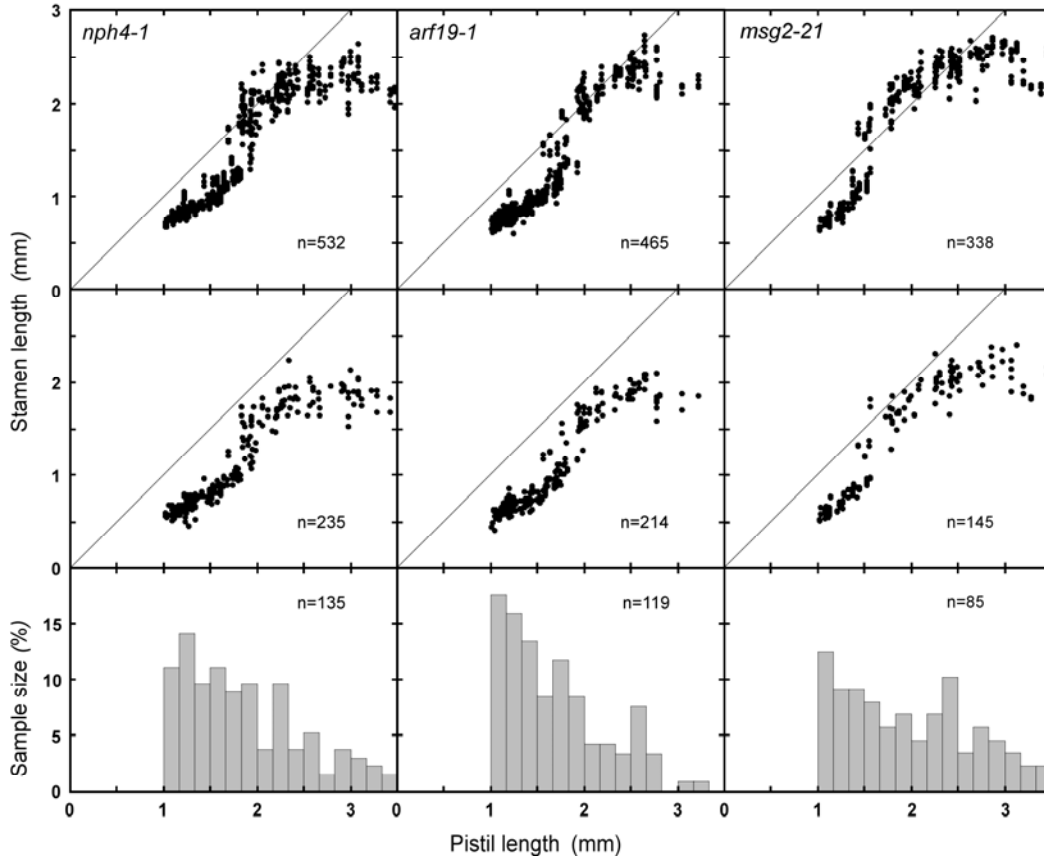 nph4-1 arf19-1 msg2-21
3
2
1
n=532 n=465 n=338
0
Stamen length (mm)
2
1
n=235 n=214 n=145
0
n=135 n=119 n=85
15
10
5
0
Sample size (%)
0 1 2 3 0 1 2 3 0 1 2 3
Pistil length (mm)